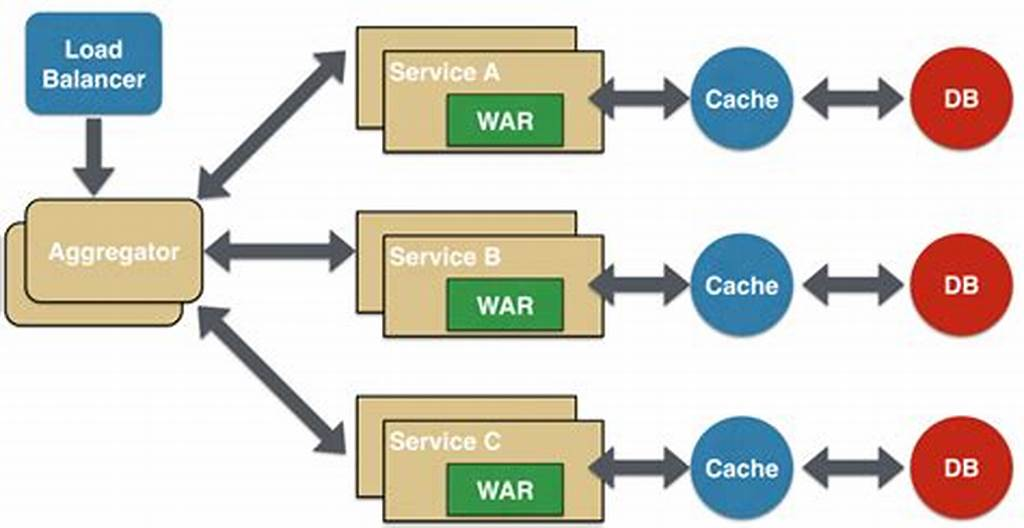 Load
Balancer
Aggregator
Service A
WAR
Cache
DB
Service B
WAR
Cache
DB
Service C
WAR
Cache
DB